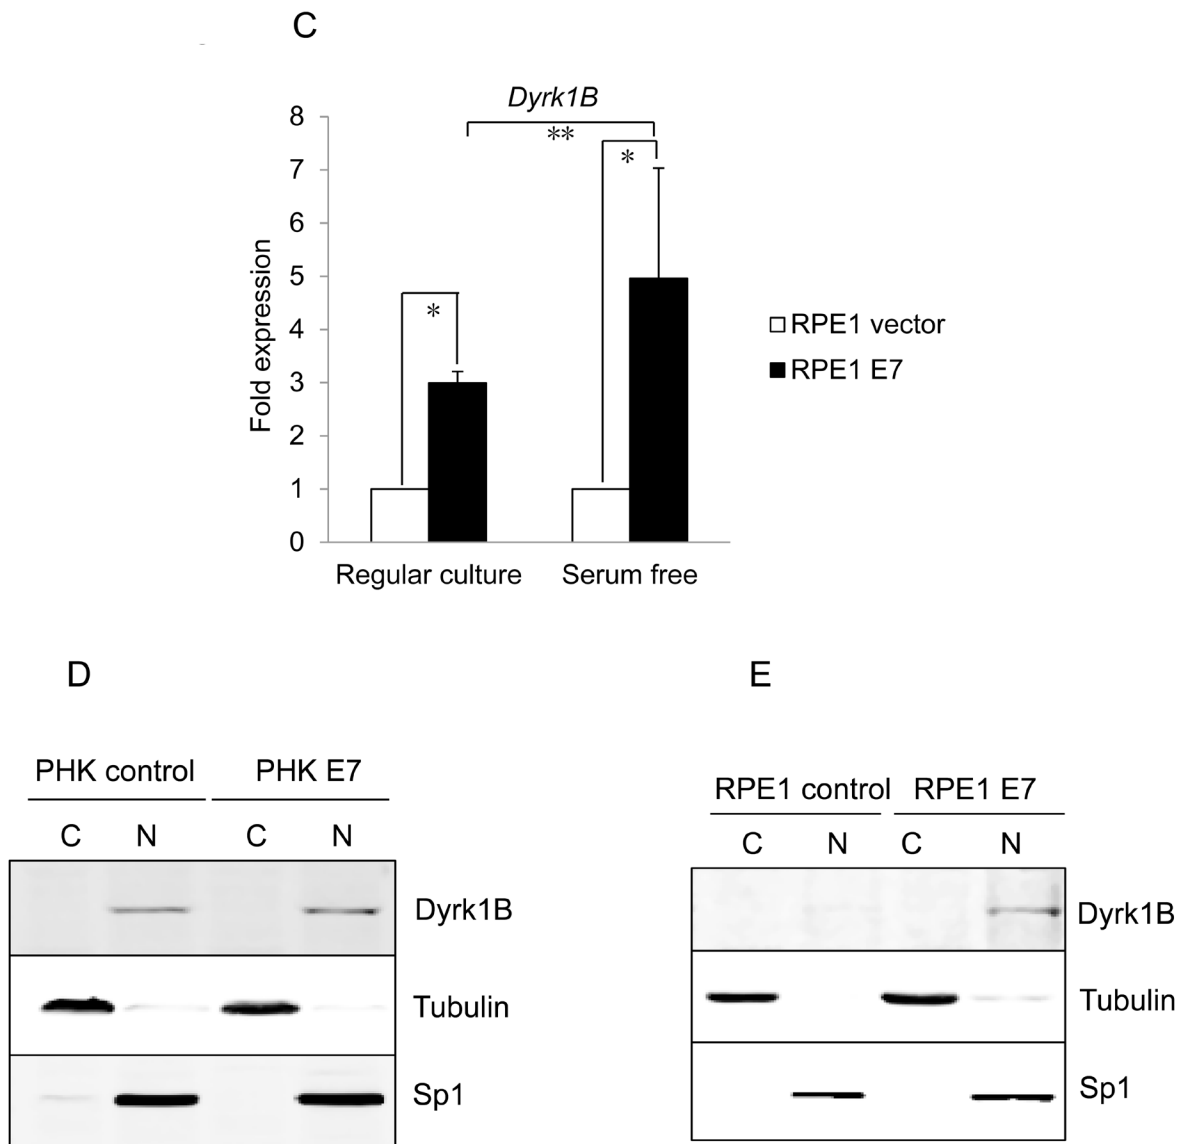 C
Dyrk1B
**
*
*
8
7
6
5
4
3
2
1
0
Fold expression
Regular culture
Serum free
RPE1 vector
RPE1 E7
D
PHK control
PHK E7
C
N
C
N
Dyrk1B
Tubulin
Sp1
E
RPE1 control
RPE1 E7
C
N
C
N
Dyrk1B
Tubulin
Sp1